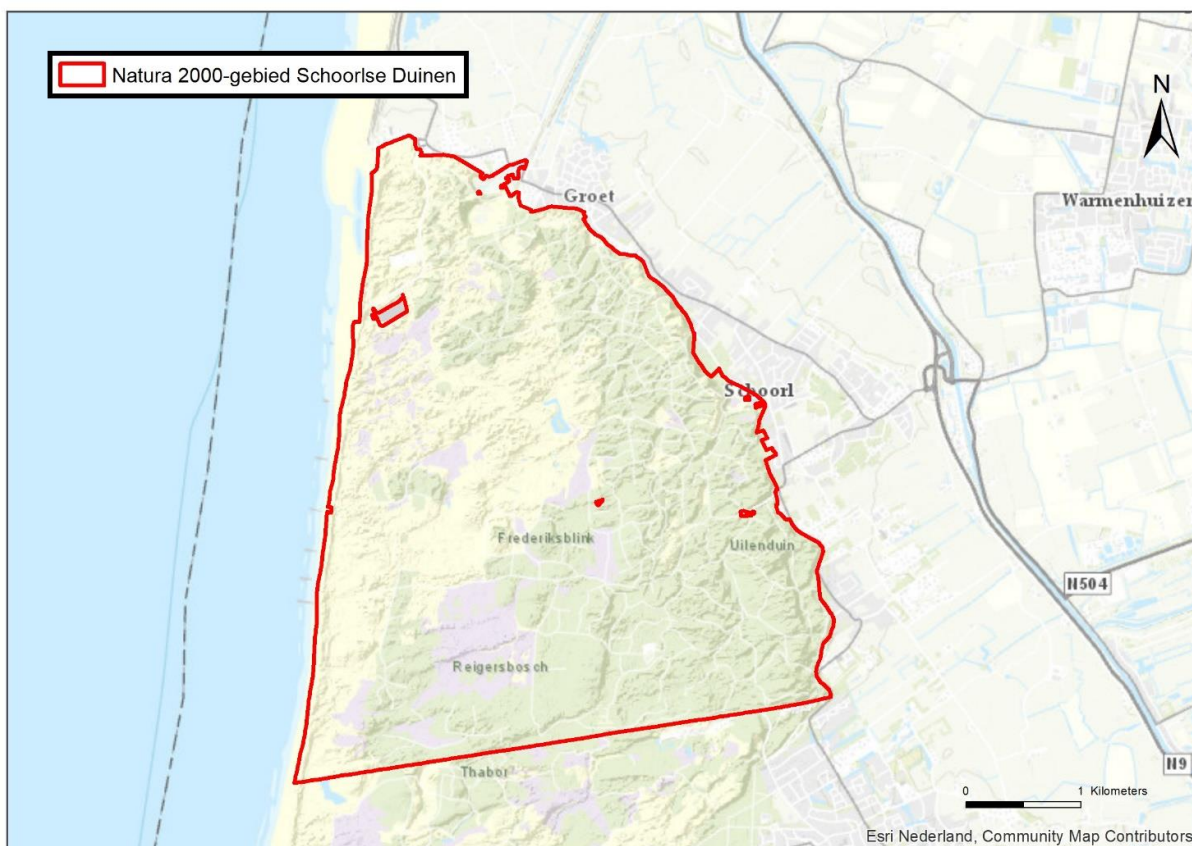 Natura 2000-gebied Schoorlse Duinen
N
Groet
Warmenhuizen
Schoorl
Frederiksblink
Uilenduin
N504
Reigersbosch
Thabor
N9
0 1 Kilometers
Esri Nederland, Community Map Contributors